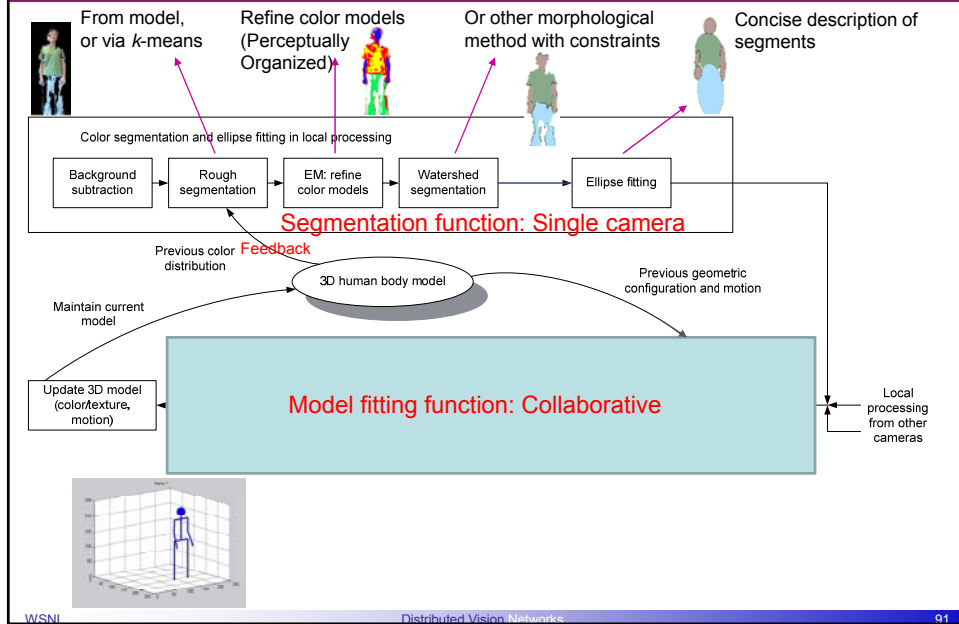 From model,
or via k-means
Refine color models
(Perceptually
Organized)
Or other morphological
method with constraints
Concise description of
segments
Color segmentation and ellipse fitting in local processing
Background
subtraction
Rough
segmentation
EM: refine
color models
Watershed
segmentation
Ellipse fitting
Segmentation function: Single camera
Previous color
distribution
Feedback
3D human body model
Previous geometric
configuration and motion
Maintain current
model
Update 3D model
(color/texture,
motion)
Model fitting function: Collaborative
Local
processing
from other
cameras
WSNI
Distributed Vision Networks
91